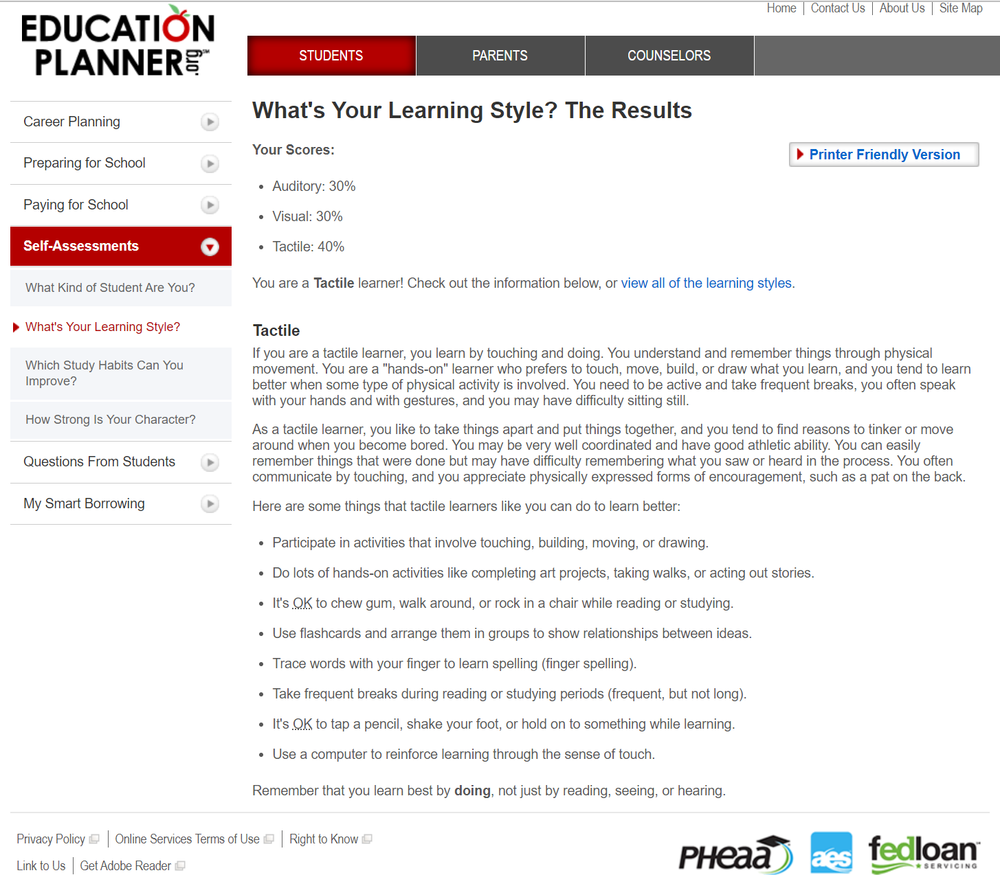 Home | Contact Us | About Us | Site Map
EDUCATION
PLANNER.org℠
STUDENTS
PARENTS
COUNSELORS
Career Planning
Preparing for School
Paying for School
Self-Assessments
What Kind of Student Are You?
What's Your Learning Style?
Which Study Habits Can You
Improve?
How Strong Is Your Character?
Questions From Students
My Smart Borrowing
What's Your Learning Style? The Results
Your Scores:
Printer Friendly Version
• Auditory: 30%
• Visual: 30%
• Tactile: 40%
You are a Tactile learner! Check out the information below, or view all of the learning styles.
Tactile
If you are a tactile learner, you learn by touching and doing. You understand and remember things through physical
movement. You are a "hands-on" learner who prefers to touch, move, build, or draw what you learn, and you tend to learn
better when some type of physical activity is involved. You need to be active and take frequent breaks, you often speak
with your hands and with gestures, and you may have difficulty sitting still.
As a tactile learner, you like to take things apart and put things together, and you tend to find reasons to tinker or move
around when you become bored. You may be very well coordinated and have good athletic ability. You can easily
remember things that were done but may have difficulty remembering what you saw or heard in the process. You often
communicate by touching, and you appreciate physically expressed forms of encouragement, such as a pat on the back.
Here are some things that tactile learners like you can do to learn better:
• Participate in activities that involve touching, building, moving, or drawing.
• Do lots of hands-on activities like completing art projects, taking walks, or acting out stories.
• It's OK to chew gum, walk around, or rock in a chair while reading or studying.
• Use flashcards and arrange them in groups to show relationships between ideas.
• Trace words with your finger to learn spelling (finger spelling).
• Take frequent breaks during reading or studying periods (frequent, but not long).
• It's OK to tap a pencil, shake your foot, or hold on to something while learning.
• Use a computer to reinforce learning through the sense of touch.
Remember that you learn best by doing, not just by reading, seeing, or hearing.
Privacy Policy | Online Services Terms of Use | Right to Know
Link to Us | Get Adobe Reader
PHEAA
aes
fedloan™
SERVICING